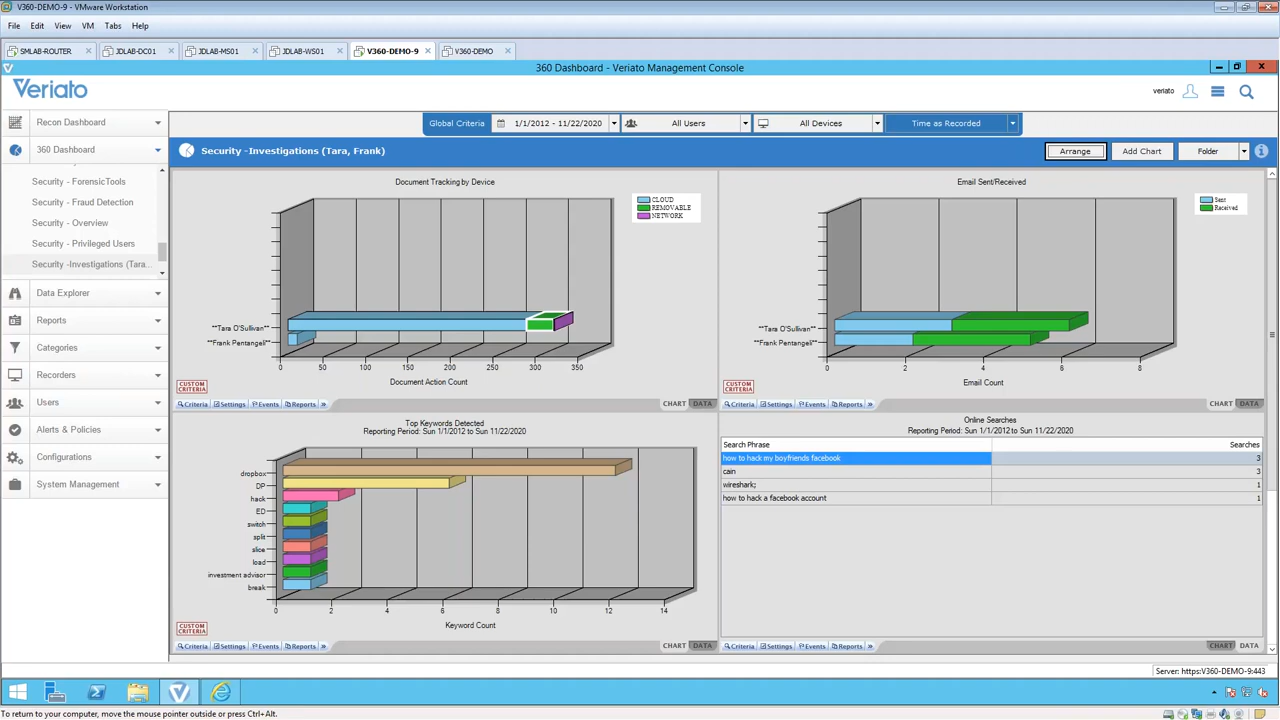 V360-DEMO-9 - VMware Workstation
File Edit View VM Tabs Help
SMLAB-ROUTER JDLAB-DC01 JDLAB-MS01 JDLAB-WS01 V360-DEMO-9 V360-DEMO
360 Dashboard - Veriato Management Console
Veriato
veriato
Recon Dashboard
Global Criteria 1/1/2012 - 11/22/2020 All Users All Devices Time as Recorded
360 Dashboard
Security - ForensicTools
Security - Fraud Detection
Security - Overview
Security - Privileged Users
Security -Investigations (Tara...
Data Explorer
Reports
Categories
Recorders
Users
Alerts & Policies
Configurations
System Management
Security -Investigations (Tara, Frank)
Arrange Add Chart Folder
Document Tracking by Device
CLOUD
REMOVABLE
NETWORK
**Tara O'Sullivan**
**Frank Pentangeli**
0 50 100 150 200 250 300 350
Document Action Count
CUSTOM
CRITERIA
Criteria Settings Events Reports » CHART DATA
Email Sent/Received
Sent
Received
**Tara O'Sullivan**
**Frank Pentangeli**
0 2 4 6 8
Email Count
CUSTOM
CRITERIA
Criteria Settings Events Reports » CHART DATA
Top Keywords Detected
Reporting Period: Sun 1/1/2012 to Sun 11/22/2020
dropbox
DP
hack
ED
switch
split
slice
load
investment advisor
break
0 2 4 6 8 10 12 14
Keyword Count
CUSTOM
CRITERIA
Criteria Settings Events Reports » CHART DATA
Online Searches
Reporting Period: Sun 1/1/2012 to Sun 11/22/2020
Search Phrase Searches
how to hack my boyfriends facebook 3
cain 3
wireshark; 1
how to hack a facebook account 1
Criteria Settings Events Reports » CHART DATA
Server: https:V360-DEMO-9:443
To return to your computer, move the mouse pointer outside or press Ctrl+Alt.